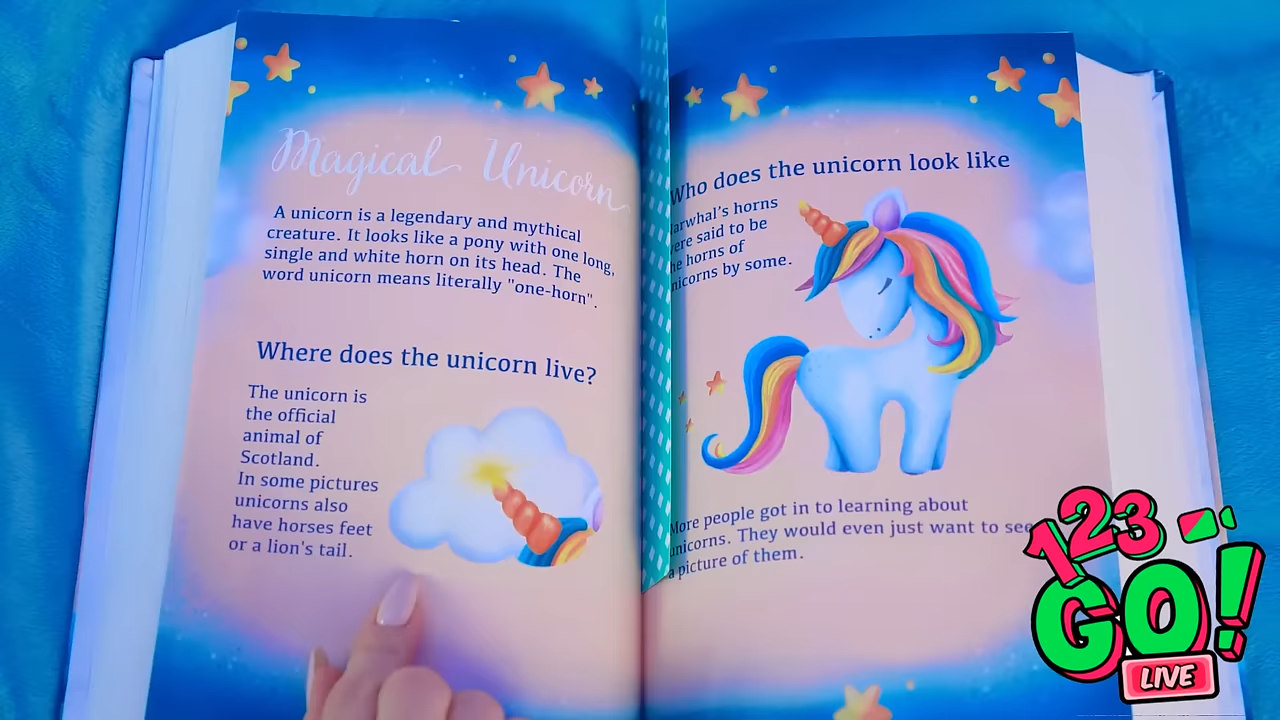 Magical Unicorn
A unicorn is a legendary and mythical
creature. It looks like a pony with one long,
single and white horn on its head. The
word unicorn means literally "one-horn".
Where does the unicorn live?
The unicorn is
the official
animal of
Scotland.
In some pictures
unicorns also
have horses feet
or a lion's tail.
Who does the unicorn look like
arwhal's horns
ere said to be
he horns of
nicorns by some.
More people got in to learning about
unicorns. They would even just want to see
a picture of them.
123
GO!
LIVE